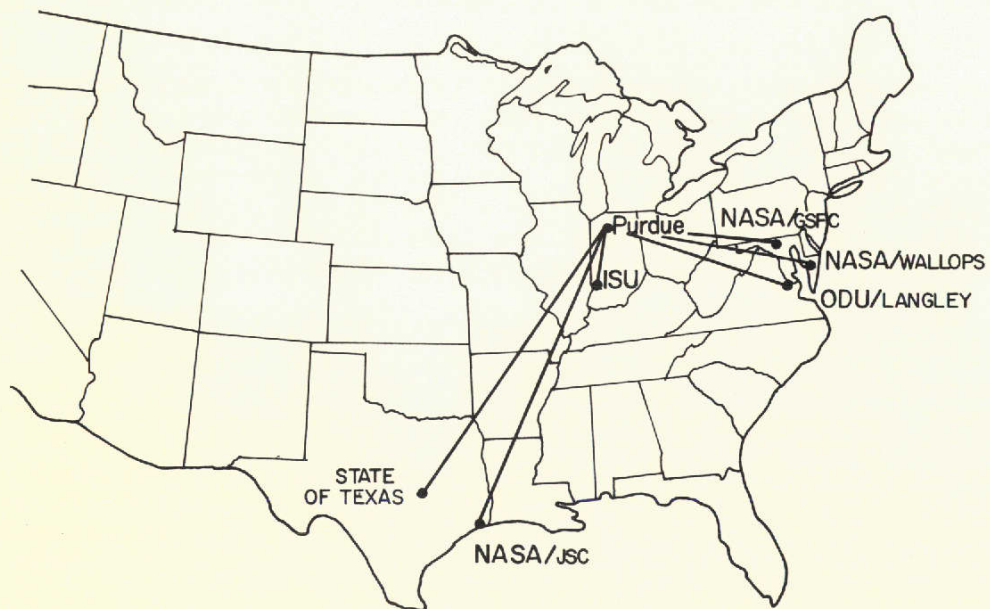 Purdue
NASA/GSFC
NASA/WALLOPS
ISU
ODU/LANGLEY
STATE
OF TEXAS
NASA/JSC